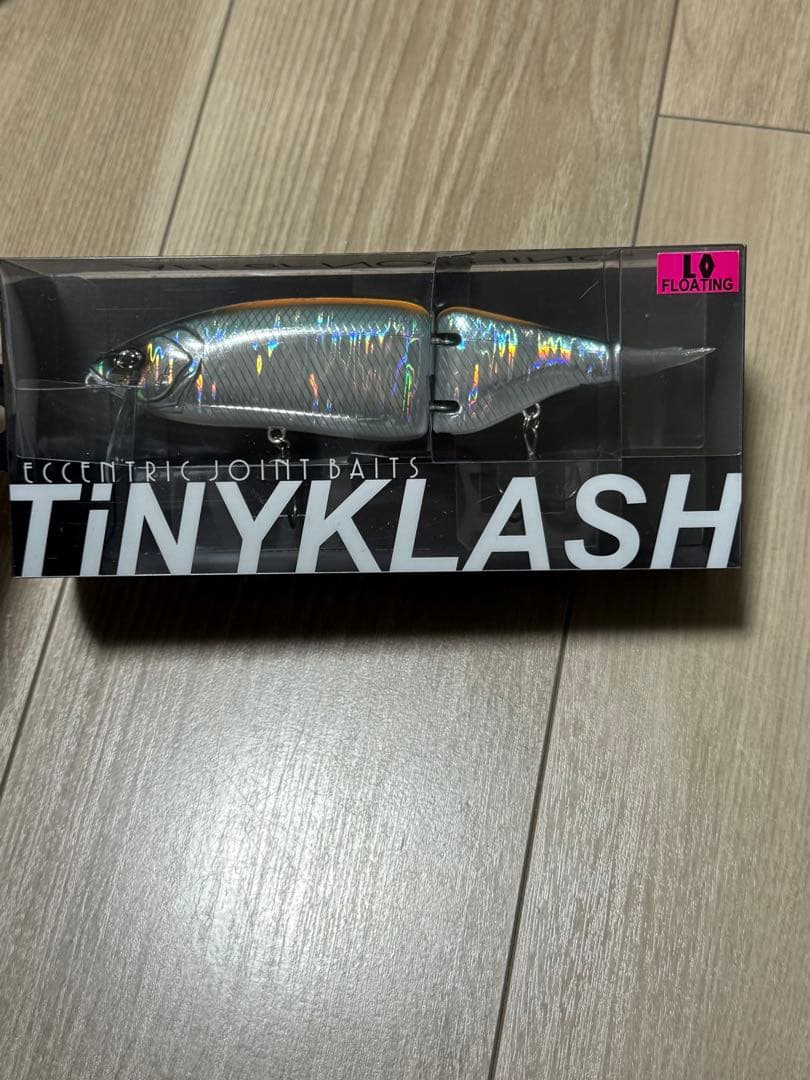 LO
FLOATING
ECCENTRIC JOINT BAITS
TiNYKLASH